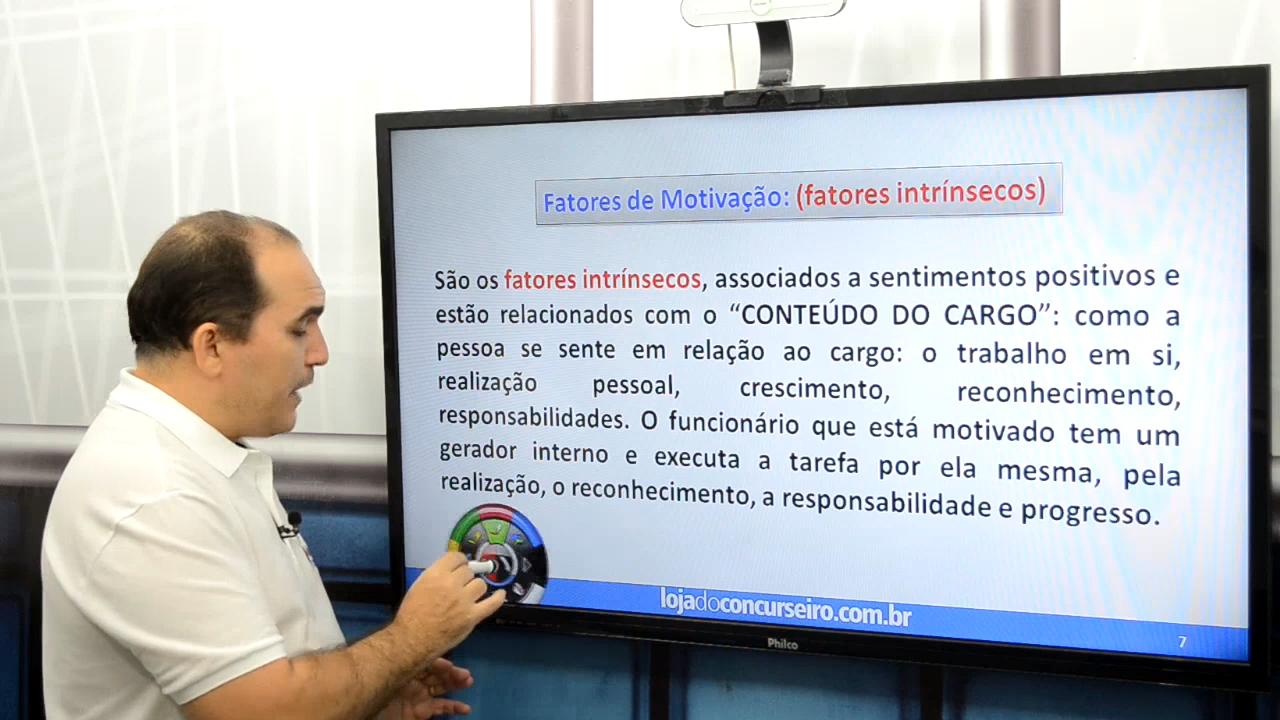 Fatores de Motivação: (fatores intrínsecos)
São os fatores intrínsecos, associados a sentimentos positivos e
estão relacionados com o “CONTEÚDO DO CARGO”: como a
pessoa se sente em relação ao cargo: o trabalho em si,
realização pessoal, crescimento, reconhecimento,
responsabilidades. O funcionário que está motivado tem um
gerador interno e executa a tarefa por ela mesma, pela
realização, o reconhecimento, a responsabilidade e progresso.
lojadoconcurseiro.com.br
7
Philco